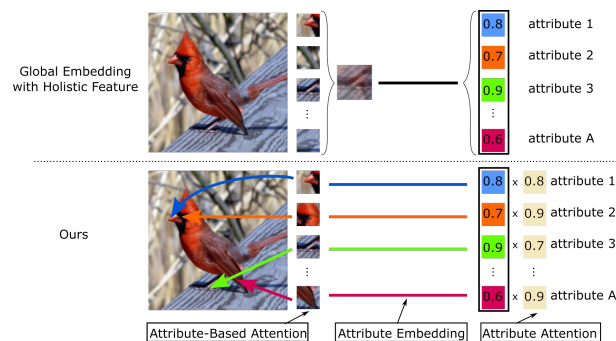 Global Embedding
with Holistic Feature
0.8 attribute 1
0.7 attribute 2
0.9 attribute 3
... ...
0.6 attribute A
Ours
0.8 x 0.8 attribute 1
0.7 x 0.9 attribute 2
0.9 x 0.7 attribute 3
... ... ...
0.6 x 0.9 attribute A
Attribute-Based Attention Attribute Embedding Attribute Attention